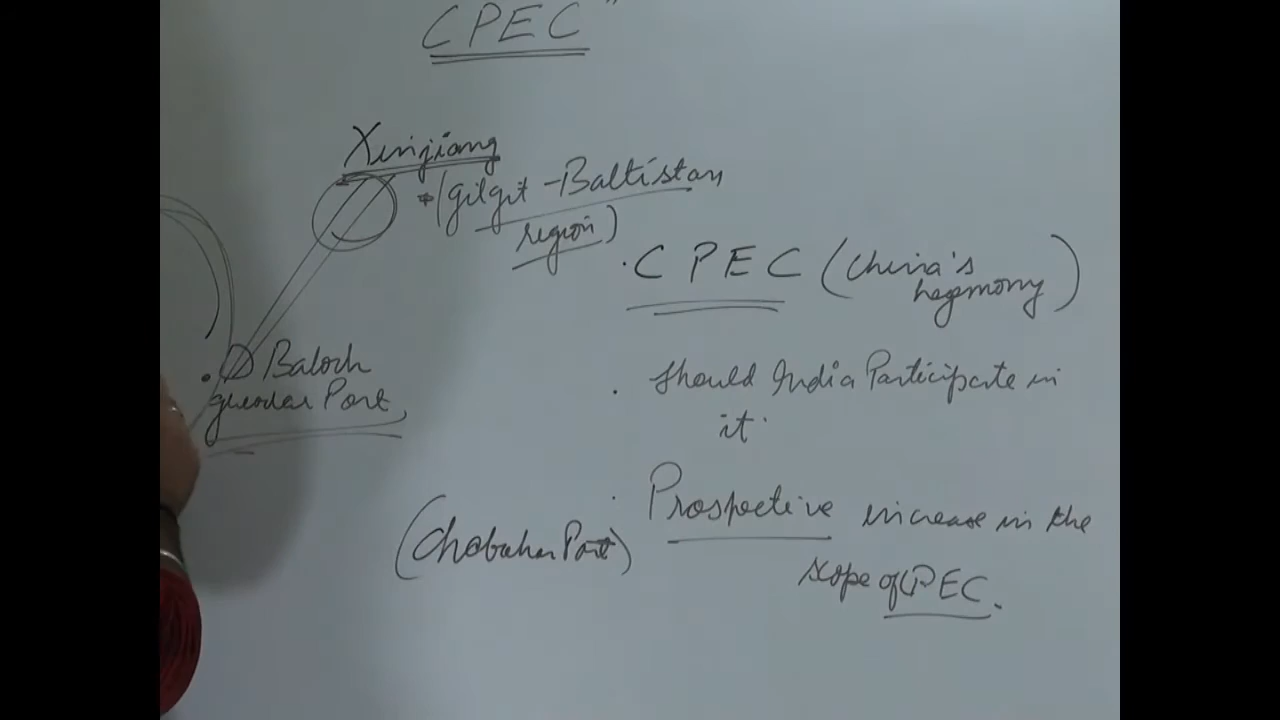 CPEC"
Xinjiang
(Gilgit-Baltistan
region)
. CPEC (China's
hegemony)
. Baloch
gwadar Port,
. Should India Participate in
it.
. Prospective increase in the
scope of CPEC.
(Chabahar Port)